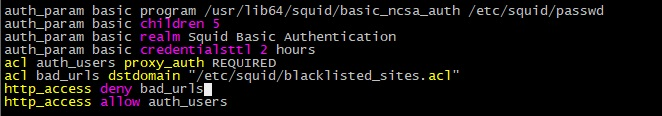 auth_param basic program /usr/lib64/squid/basic_ncsa_auth /etc/squid/passwd
auth_param basic children 5
auth_param basic realm Squid Basic Authentication
auth_param basic credentialsttl 2 hours
acl auth_users proxy_auth REQUIRED
acl bad_urls dstdomain "/etc/squid/blacklisted_sites.acl"
http_access deny bad_urls
http_access allow auth_users